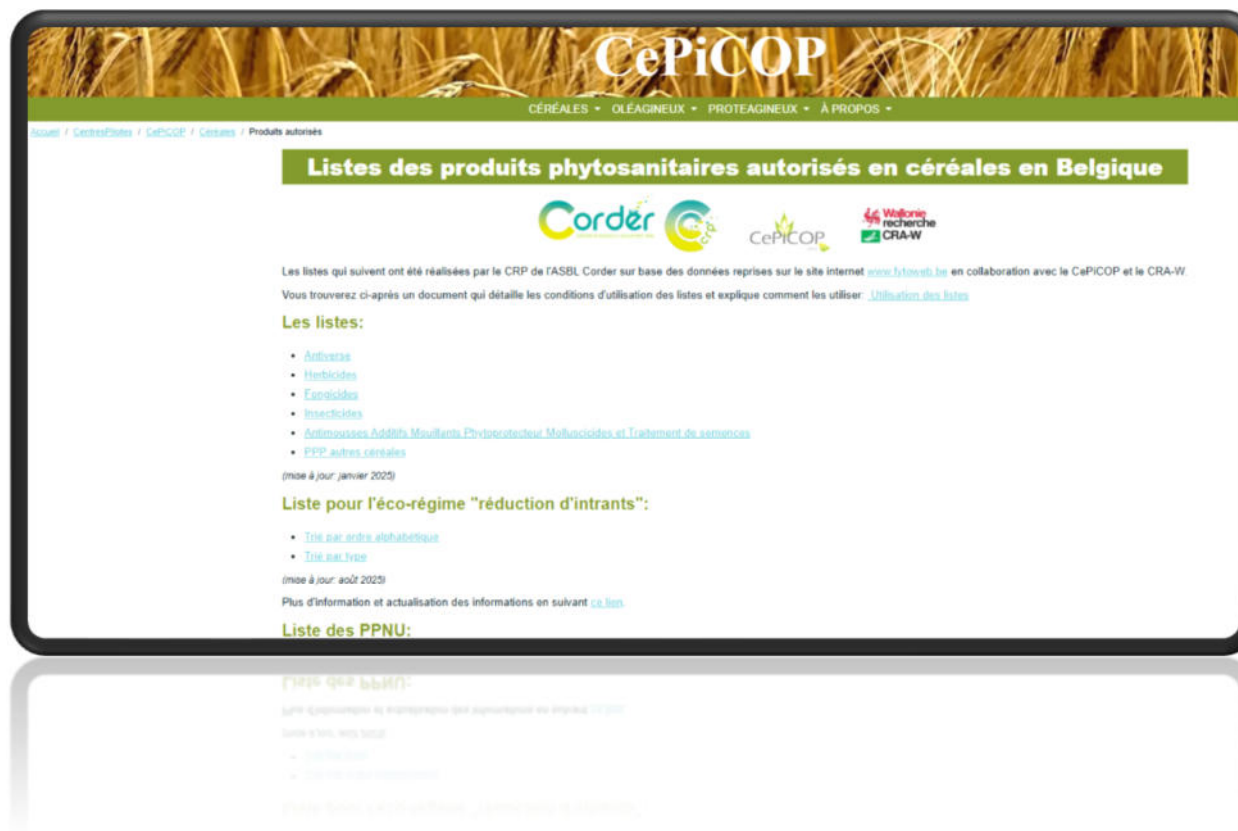 CePiCOP
CÉRÉALES OLÉAGINEUX PROTEAGINEUX À PROPOS
Accueil / CentresPilotes / CePiCOP / Céréales / Produits autorisés
Listes des produits phytosanitaires autorisés en céréales en Belgique
Corder crp CePiCOP Wallonie
recherche
CRA-W
Les listes qui suivent ont été réalisées par le CRP de l'ASBL Corder sur base des données reprises sur le site internet www.fytoweb.be en collaboration avec le CePiCOP et le CRA-W.
Vous trouverez ci-après un document qui détaille les conditions d'utilisation des listes et explique comment les utiliser: Utilisation des listes
Les listes:
Antiverse
Herbicides
Fongicides
Insecticides
Antimousses Additifs Mouillants Phytoprotecteur Molluscicides et Traitement de semences
PPP autres céréales
(mise à jour: janvier 2025)
Liste pour l'éco-régime "réduction d'intrants":
Trié par ordre alphabétique
Trié par type
(mise à jour: août 2025)
Plus d'information et actualisation des informations en suivant ce lien.
Liste des PPNU: